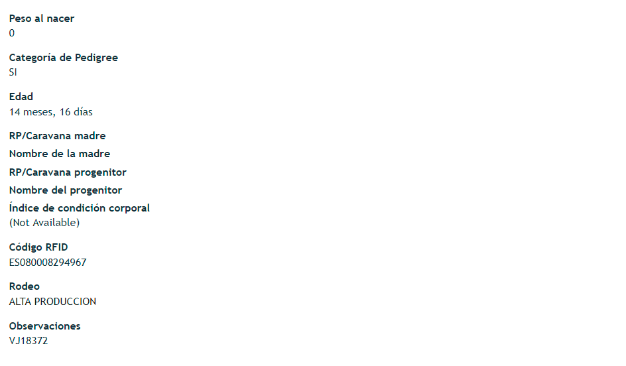 Peso al nacer
0
Categoría de Pedigree
SI
Edad
14 meses, 16 días
RP/Caravana madre
Nombre de la madre
RP/Caravana progenitor
Nombre del progenitor
Índice de condición corporal
(Not Available)
Código RFID
ES080008294967
Rodeo
ALTA PRODUCCION
Observaciones
VJ18372